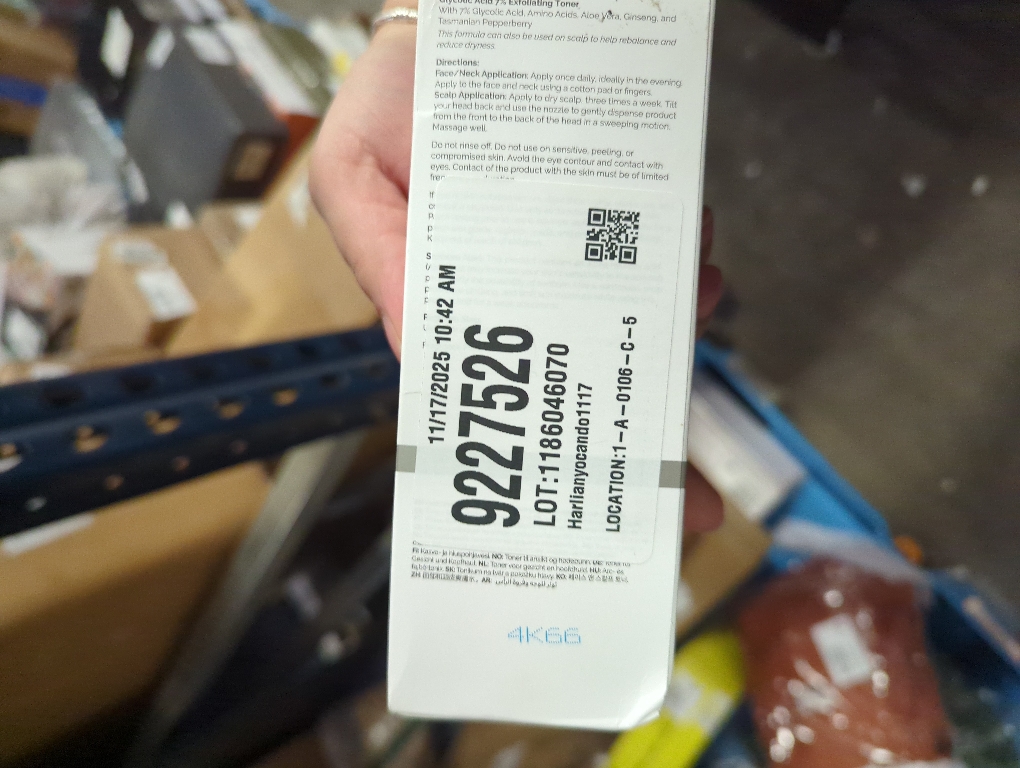 Glycolic Acid 7% Exfoliating Toner
With 7% Glycolic Acid, Amino Acids, Aloe Vera, Ginseng, and
Tasmanian Pepperberry
This formula can also be used on scalp to help rebalance and
reduce dryness.
Directions:
Face/Neck Application: Apply once daily, ideally in the evening.
Apply to the face and neck using a cotton pad or fingers.
Scalp Application: Apply to dry scalp, three times a week. Tilt
your head back and use the nozzle to gently dispense product
from the front to the back of the head in a sweeping motion.
Massage well.
Do not rinse off. Do not use on sensitive, peeling, or
compromised skin. Avoid the eye contour and contact with
eyes. Contact of the product with the skin must be of limited
11/17/2025 10:42 AM
9227526
LOT:1186046070
Harlianyocando1117
LOCATION:1-A-0106-C-5
4K66